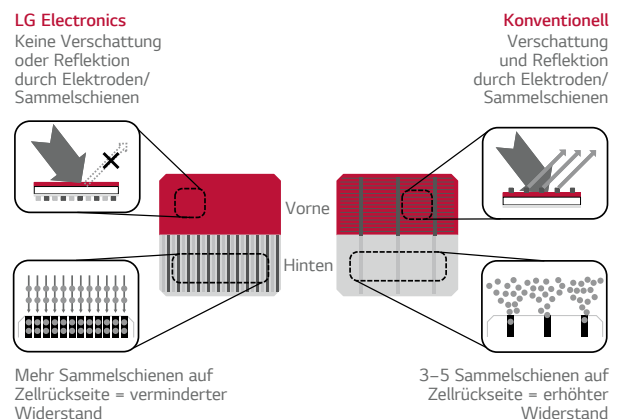 LG Electronics
Keine Verschattung
oder Reflektion
durch Elektroden/
Sammelschienen
Konventionell
Verschattung
und Reflektion
durch Elektroden/
Sammelschienen
Vorne
Hinten
Mehr Sammelschienen auf
Zellrückseite = verminderter
Widerstand
3–5 Sammelschienen auf
Zellrückseite = erhöhter
Widerstand